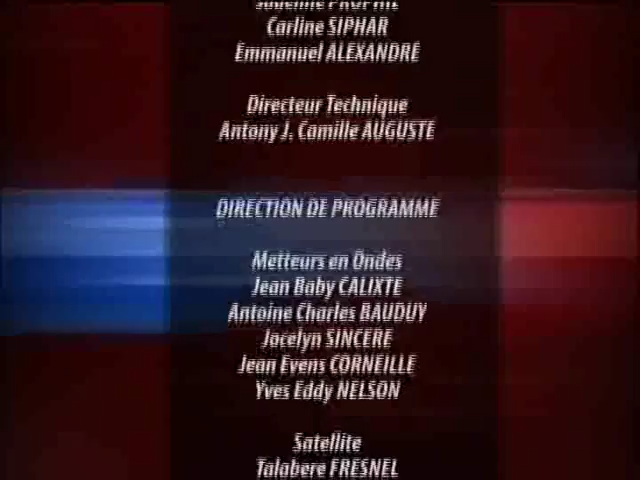 Carline SIPHAR
Emmanuel ALEXANDRE
Directeur Technique
Antony J. Camille AUGUSTE
DIRECTION DE PROGRAMME
Metteurs en Ondes
Jean Baby CALIXTE
Antoine Charles BAUDUY
Jocelyn SINCERE
Jean Evens CORNEILLE
Yves Eddy NELSON
Satellite
Talabere FRESNEL